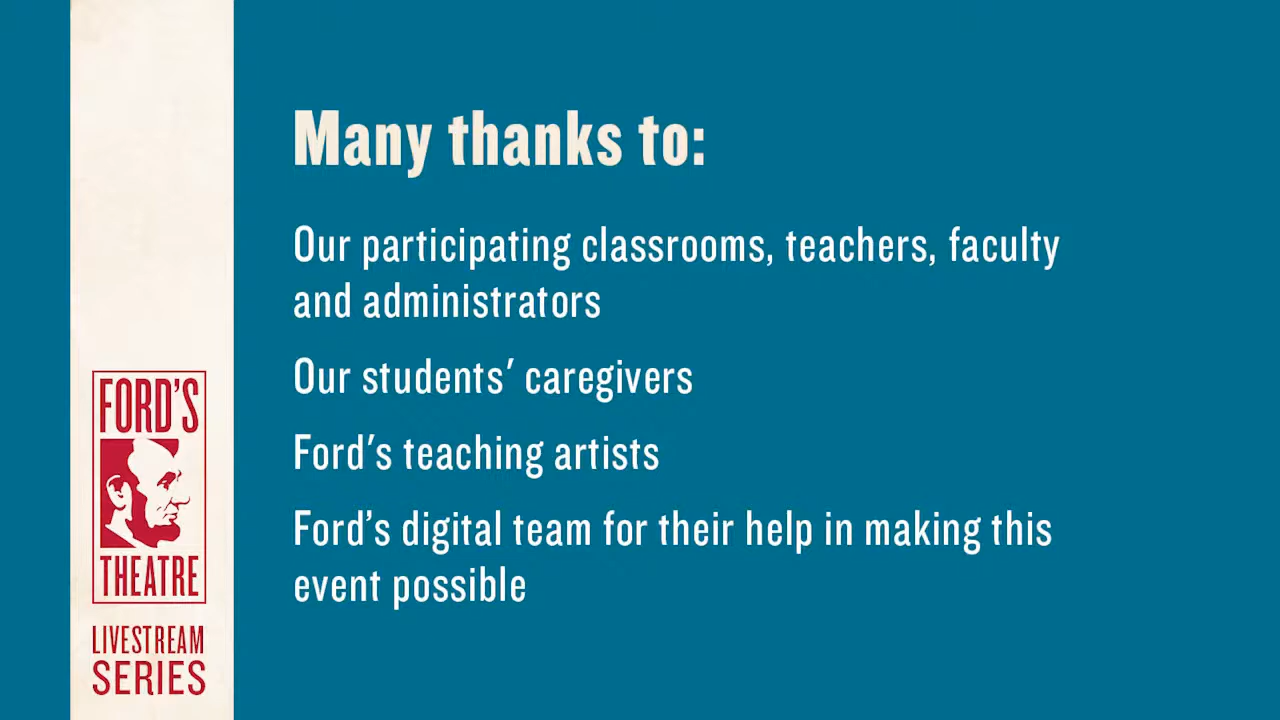 Many thanks to:
Our participating classrooms, teachers, faculty
and administrators
Our students' caregivers
Ford's teaching artists
Ford’s digital team for their help in making this
event possible
FORD’S
THEATRE
LIVESTREAM
SERIES